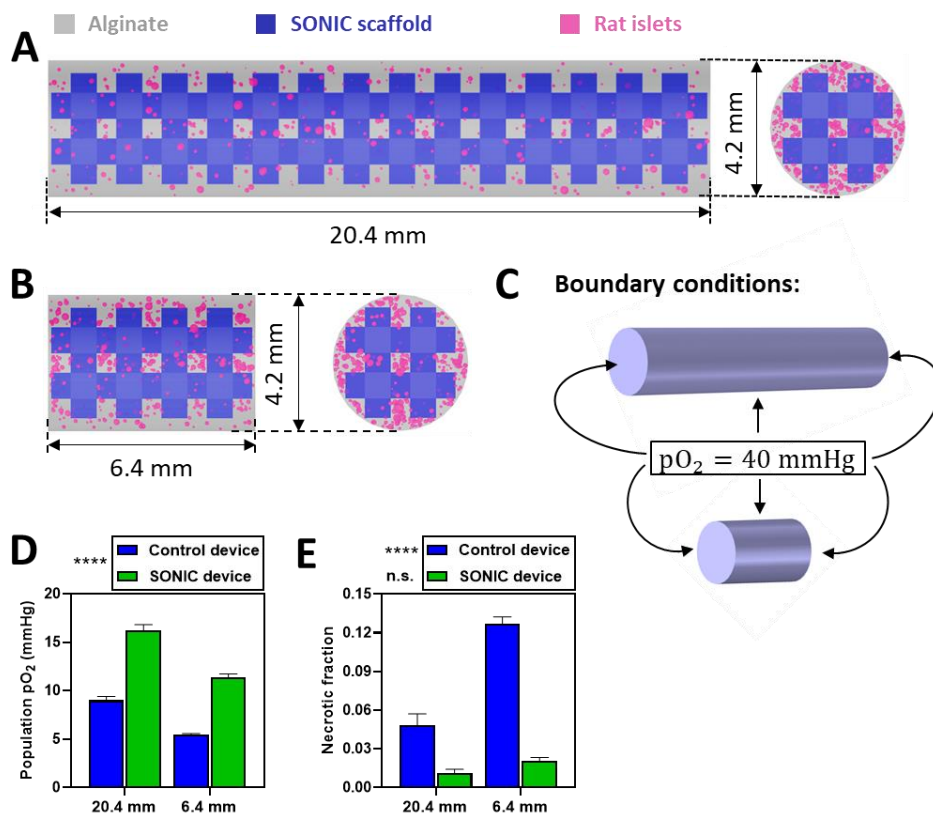 Alginate SONIC scaffold Rat islets
A
4.2 mm
20.4 mm
B
4.2 mm
6.4 mm
C Boundary conditions:
pO₂ = 40 mmHg
D
**** Control device
SONIC device
Population pO₂ (mmHg)
20
15
10
5
0
20.4 mm 6.4 mm
E
**** Control device
n.s. SONIC device
Necrotic fraction
0.15
0.12
0.09
0.06
0.03
0.00
20.4 mm 6.4 mm